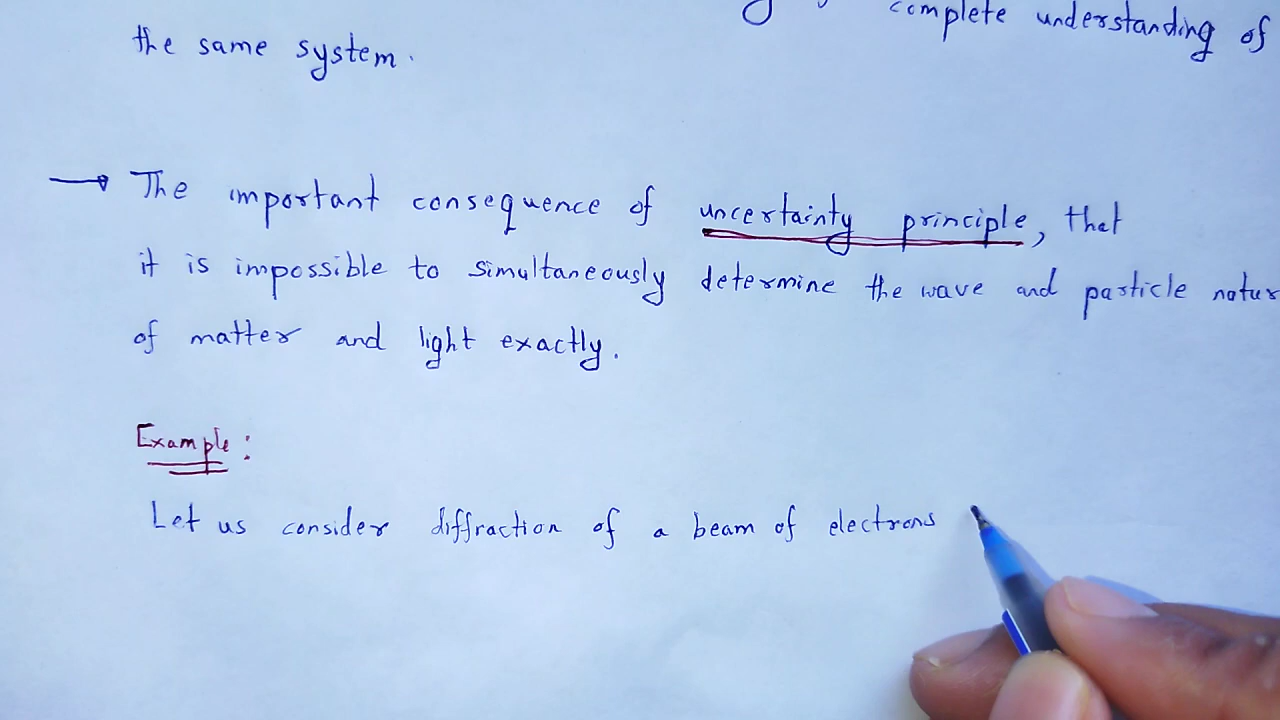 complete understanding of
the same system.
→ The important consequence of uncertainty principle, that
it is impossible to simultaneously determine the wave and particle natur
of matter and light exactly.
Example:
Let us consider diffraction of a beam of electrons